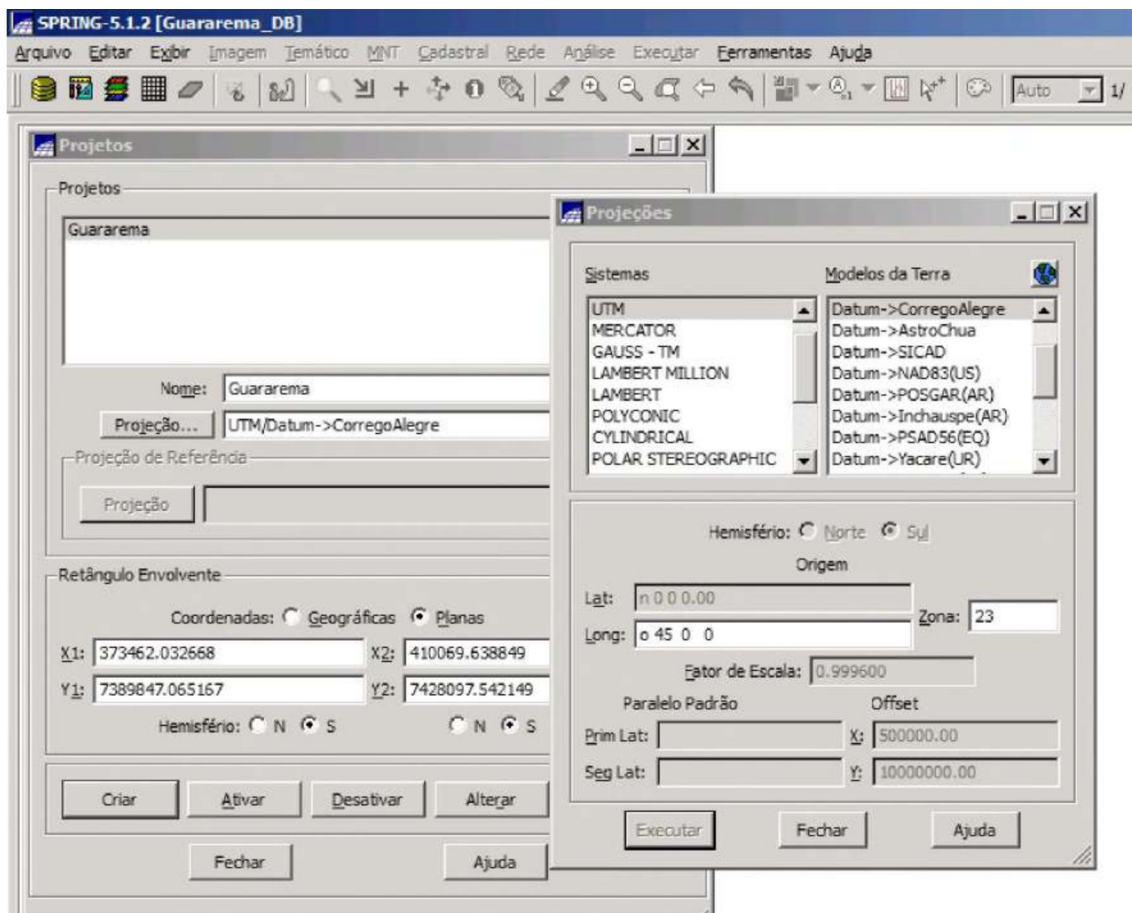 SPRING-5.1.2 [Guararema_DB]
Arquivo Editar Exibir Imagem Temático MNT Cadastral Rede Análise Executar Ferramentas Ajuda
Auto 1/
Projetos
Projetos
Guararema
Nome: Guararema
Projeção... UTM/Datum->CorregoAlegre
Projeção de Referência
Projeção
Retângulo Envolvente
Coordenadas: Geográficas Planas
X1: 373462.032668 X2: 410069.638849
Y1: 7389847.065167 Y2: 7428097.542149
Hemisfério: N S N S
Criar Ativar Desativar Alterar
Fechar Ajuda
Projeções
Sistemas Modelos da Terra
UTM Datum->CorregoAlegre
MERCATOR Datum->AstroChua
GAUSS - TM Datum->SICAD
LAMBERT MILLION Datum->NAD83(US)
LAMBERT Datum->POSGAR(AR)
POLYCONIC Datum->Inchauspe(AR)
CYLINDRICAL Datum->PSAD56(EQ)
POLAR STEREOGRAPHIC Datum->Yacare(UR)
Hemisfério: Norte Sul
Origem
Lat: n 0 0 0.00
Zona: 23
Long: o 45 0 0
Fator de Escala: 0.999600
Paralelo Padrão Offset
Prim Lat: X: 500000.00
Seg Lat: Y: 10000000.00
Executar Fechar Ajuda